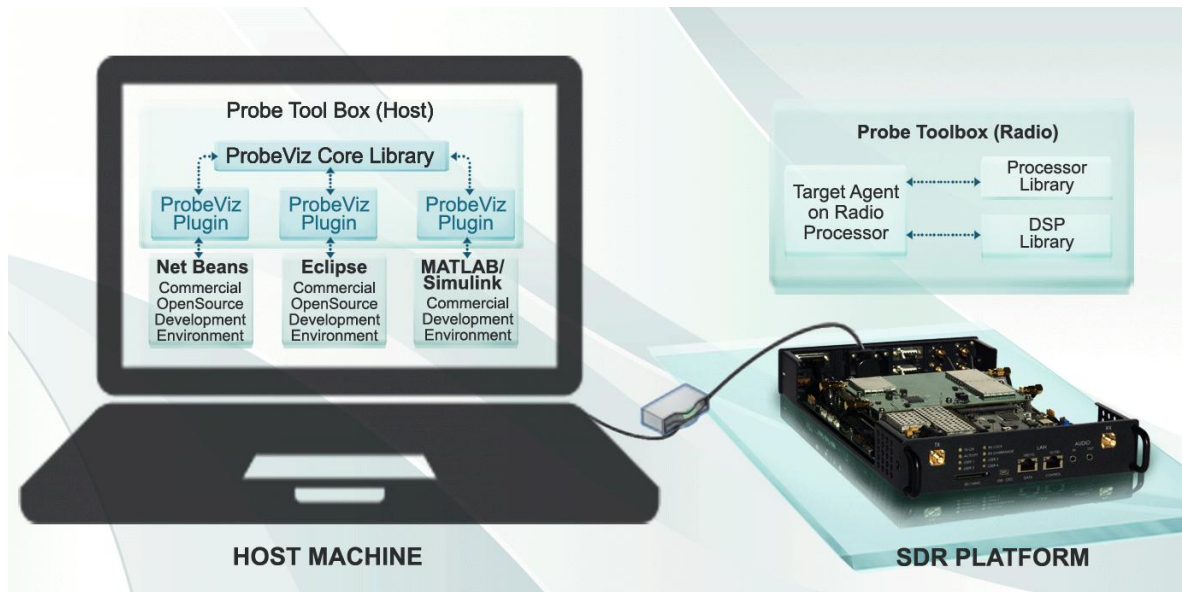 Probe Tool Box (Host)
ProbeViz Core Library
ProbeViz
Plugin
ProbeViz
Plugin
ProbeViz
Plugin
Net Beans
Commercial
OpenSource
Development
Environment
Eclipse
Commercial
OpenSource
Development
Environment
MATLAB/
Simulink
Commercial
Development
Environment
HOST MACHINE
Probe Toolbox (Radio)
Target Agent
on Radio
Processor
Processor
Library
DSP
Library
TX
LAN
AUDIO
DATA
CONTROL
SDR PLATFORM